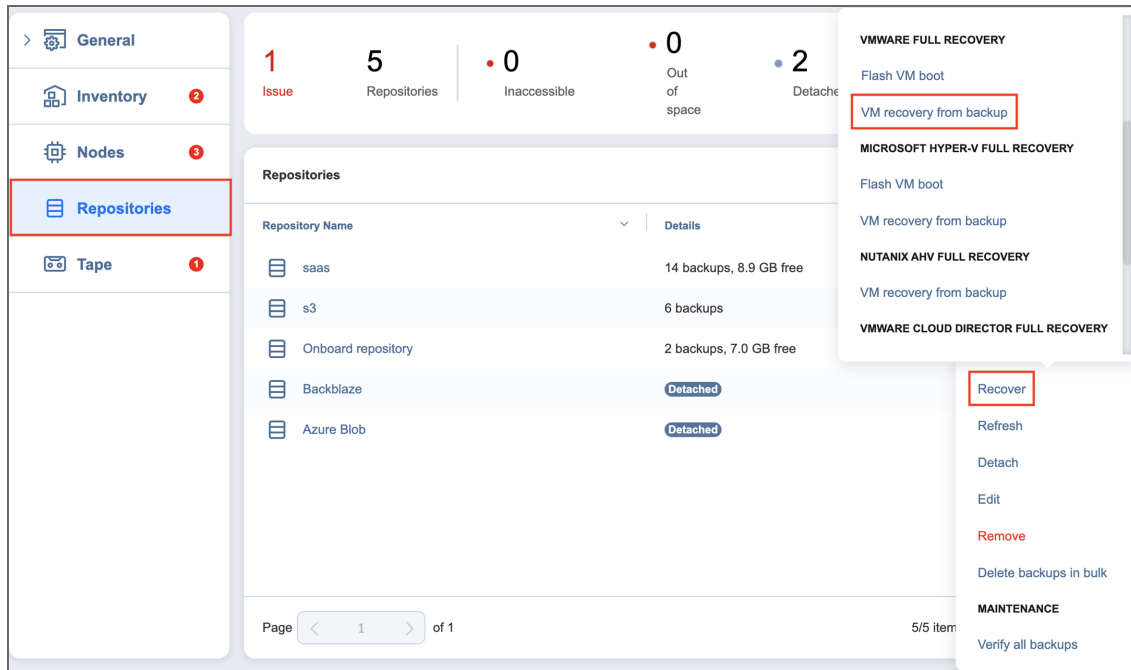 General
Inventory 2
Nodes 3
Repositories
Tape 1
1
Issue
5
Repositories
0
Inaccessible
0
Out
of
space
2
Detache
Repositories
Repository Name
Details
saas
14 backups, 8.9 GB free
s3
6 backups
Onboard repository
2 backups, 7.0 GB free
Backblaze
Detached
Azure Blob
Detached
Page 1 of 1
5/5 item
VMWARE FULL RECOVERY
Flash VM boot
VM recovery from backup
MICROSOFT HYPER-V FULL RECOVERY
Flash VM boot
VM recovery from backup
NUTANIX AHV FULL RECOVERY
VM recovery from backup
VMWARE CLOUD DIRECTOR FULL RECOVERY
Recover
Refresh
Detach
Edit
Remove
Delete backups in bulk
MAINTENANCE
Verify all backups